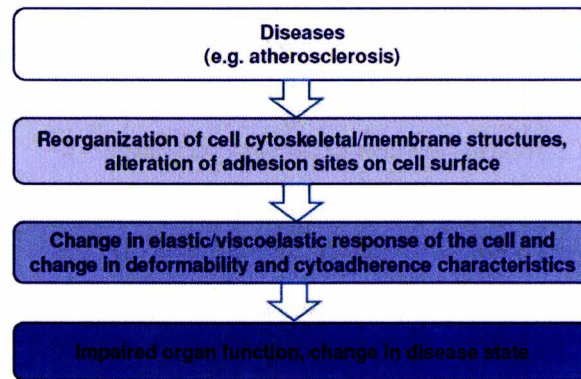 Diseases
(e.g. atherosclerosis)
Reorganization of cell cytoskeletal/membrane structures,
alteration of adhesion sites on cell surface
Change in elastic/viscoelastic response of the cell and
change in deformability and cytoadherence characteristics
Impaired organ function, change in disease state